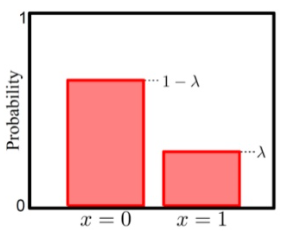 1
1 − λ
Probability
λ
0
x = 0
x = 1